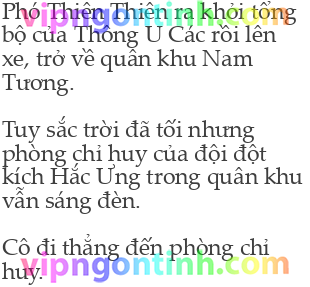 Phó Thiên Thiên ra khỏi tổng
bộ của Thông U Các rồi lên
xe, trở về quân khu Nam
Tương.
Tuy sắc trời đã tối nhưng
phòng chỉ huy của đội đột
kích Hắc Ưng trong quân khu
vẫn sáng đèn.
Cô đi thẳng đến phòng chỉ
huy.
vipngontinh.com
vipngontinh.com